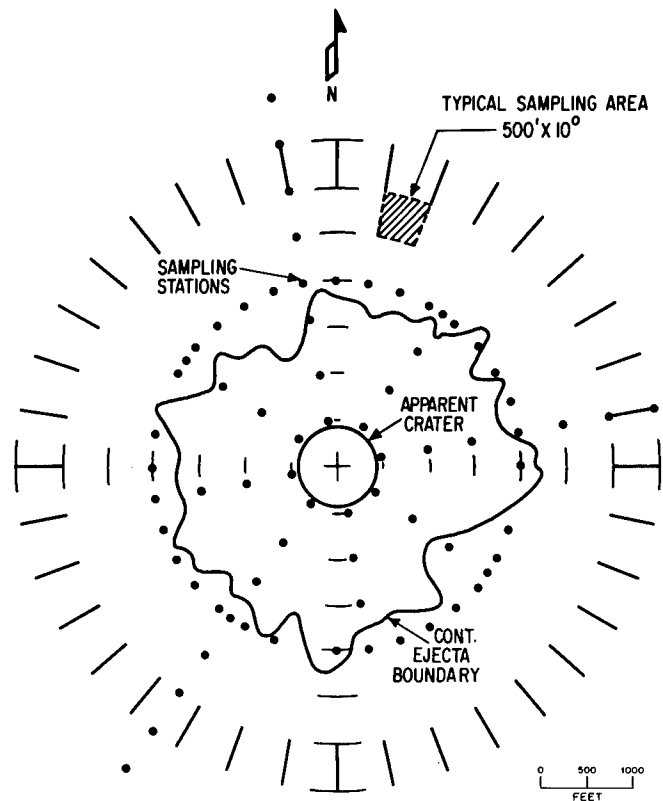 N
TYPICAL SAMPLING AREA
500' X 10°
SAMPLING
STATIONS
APPARENT
CRATER
CONT.
EJECTA
BOUNDARY
0 500 1000
FEET